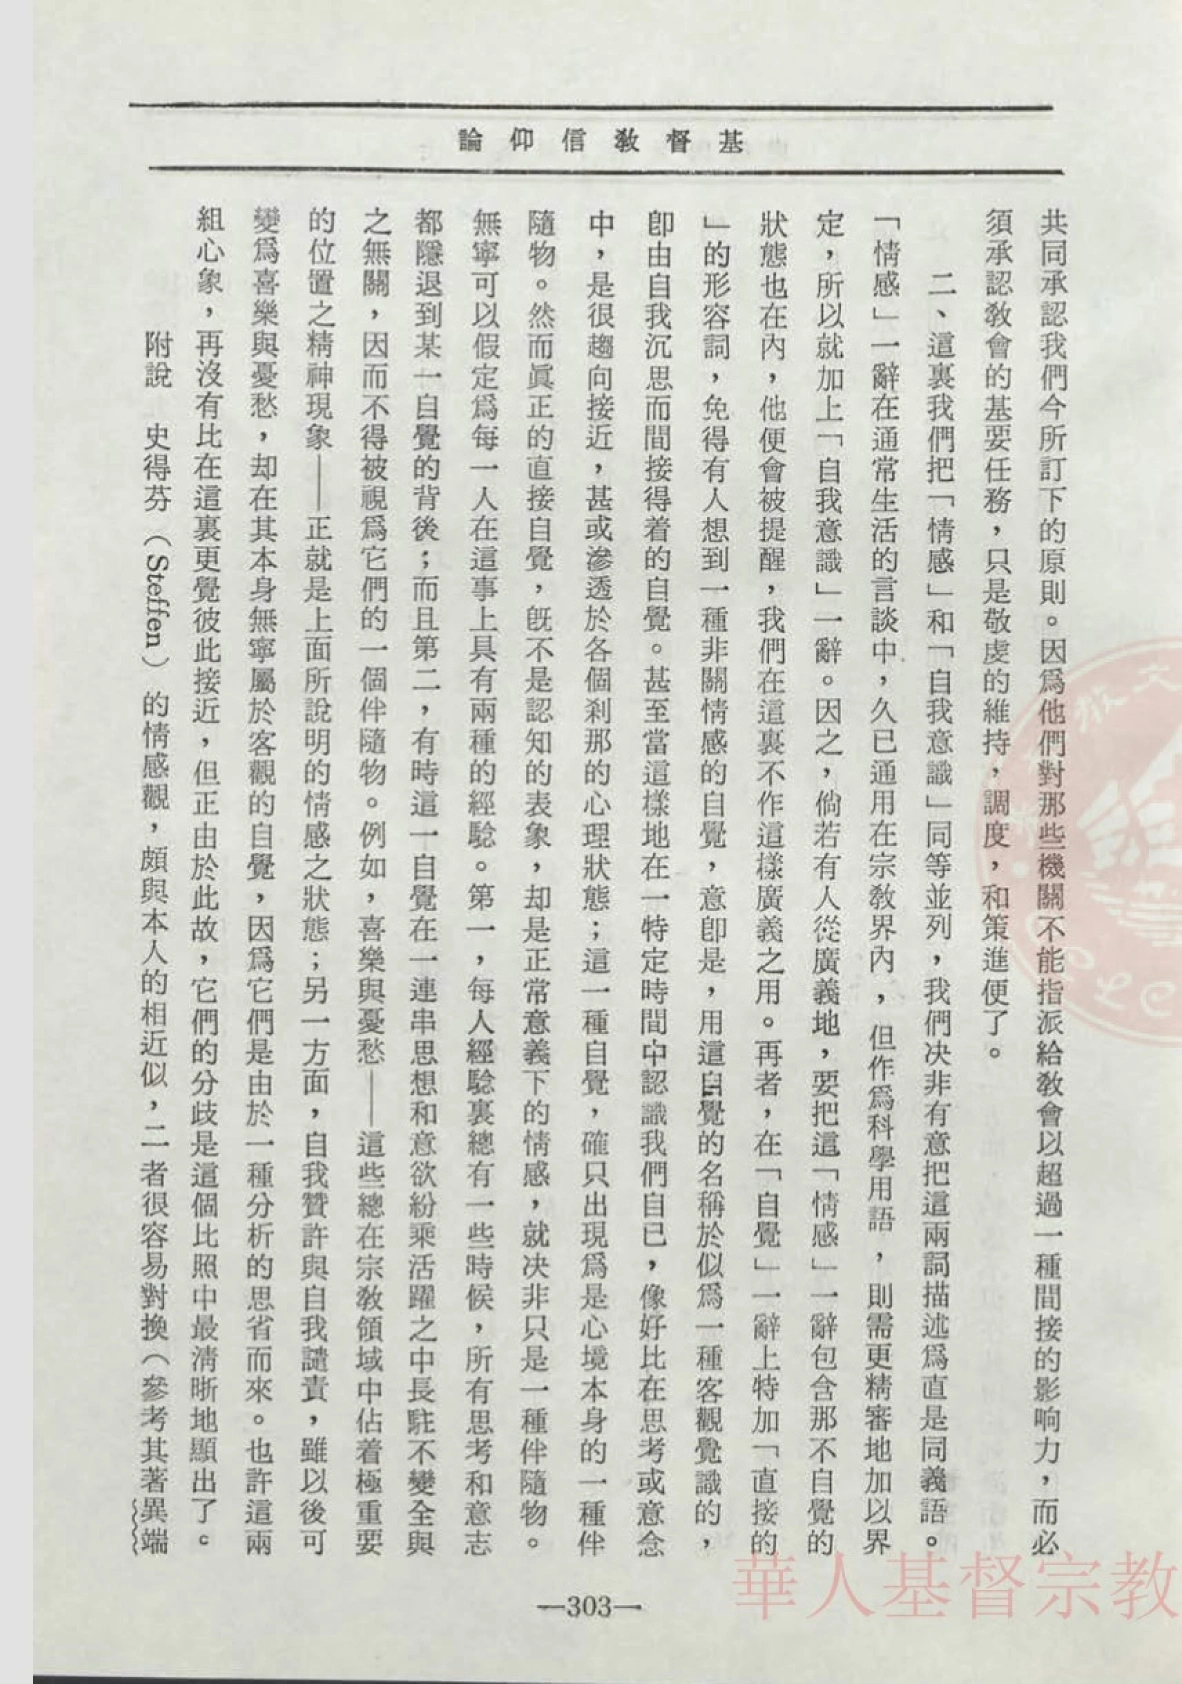 基督教信仰論
共同承認我們今所訂下的原則。因爲他們對那些機關不能指派給教會以超過一種間接的影响力，而必
須承認教會的基要任務，只是敬虔的維持，調度，和策進便了。
二、這裏我們把「情感」和「自我意識」同等並列，我們决非有意把這兩詞描述爲直是同義語。
「情感」一辭在通常生活的言談中，久已通用在宗教界內，但作爲科學用語，則需更精審地加以界
定，所以就加上「自我意識」一辭。因之，倘若有人從廣義地，要把這「情感」一辭包含那不自覺的
狀態也在內，他便會被提醒，我們在這裏不作這樣廣義之用。再者，在「自覺」一辭上特加「直接的
」的形容詞，免得有人想到一種非關情感的自覺，意卽是，用這自覺的名稱於似爲一種客觀覺識的，
卽由自我沉思而間接得着的自覺。甚至當這樣地在一特定時間中認識我們自已，像好比在思考或意念
中，是很趨向接近，甚或滲透於各個刹那的心理狀態；這一種自覺，確只出現爲是心境本身的一種伴
隨物。然而眞正的直接自覺，旣不是認知的表象，却是正常意義下的情感，就决非只是一種伴隨物。
無寧可以假定爲每一人在這事上具有兩種的經驗。第一，每人經驗裏總有一些時候，所有思考和意志
都隱退到某一自覺的背後；而且第二，有時這一自覺在一連串思想和意欲紛乘活躍之中長駐不變全與
之無關，因而不得被視爲它們的一個伴隨物。例如，喜樂與憂愁——這些總在宗教領域中佔着極重要
的位置之精神現象——正就是上面所說明的情感之狀態；另一方面，自我贊許與自我譴責，雖以後可
變爲喜樂與憂愁，却在其本身無寧屬於客觀的自覺，因爲它們是由於一種分析的思省而來。也許這兩
組心象，再沒有比在這裏更覺彼此接近，但正由於此故，它們的分歧是這個比照中最淸晰地顯出了。
附說　史得芬（Steffen）的情感觀，頗與本人的相近似，二者很容易對換（參考其著異端
—303—
華人基督宗教